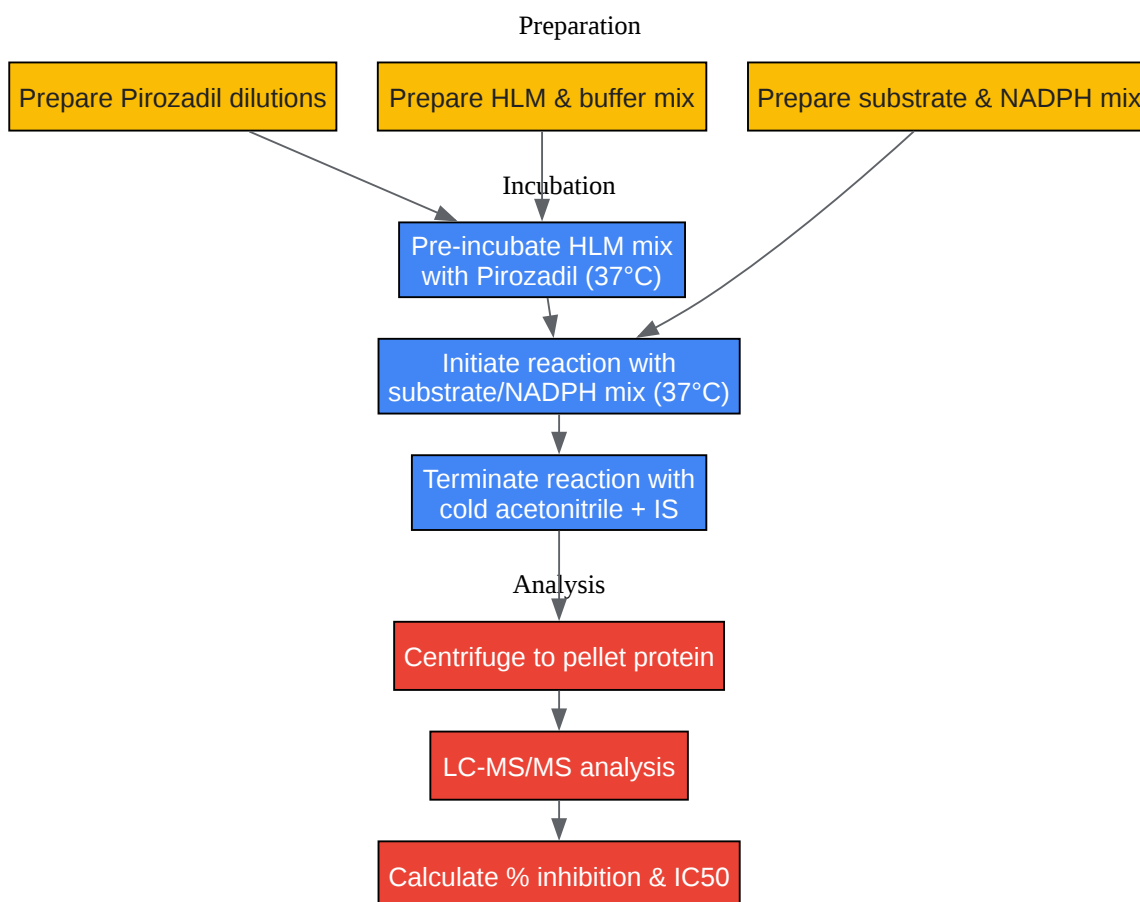 Preparation
Prepare Pirozadil dilutions
Prepare HLM & buffer mix
Prepare substrate & NADPH mix
Incubation
Pre-incubate HLM mix
with Pirozadil (37°C)
Initiate reaction with
substrate/NADPH mix (37°C)
Terminate reaction with
cold acetonitrile + IS
Analysis
Centrifuge to pellet protein
LC-MS/MS analysis
Calculate % inhibition & IC50